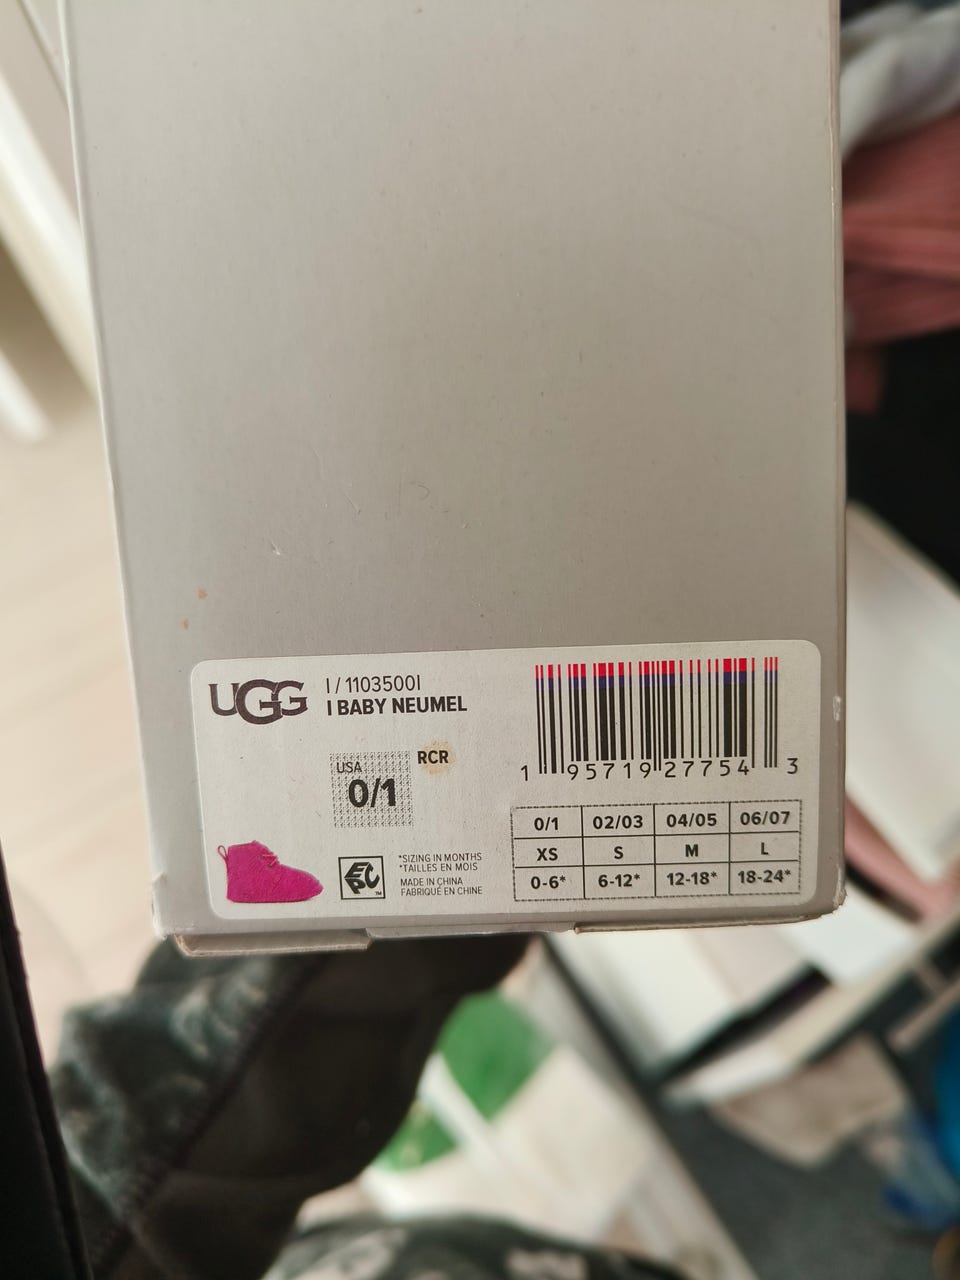 UGG
I / 1103500I
I BABY NEUMEL
USA
0/1
RCR
1 95719 27754 3
0/1 02/03 04/05 06/07
XS S M L
0-6* 6-12* 12-18* 18-24*
EPC™
*SIZING IN MONTHS
*TAILLES EN MOIS
MADE IN CHINA
FABRIQUÉ EN CHINE